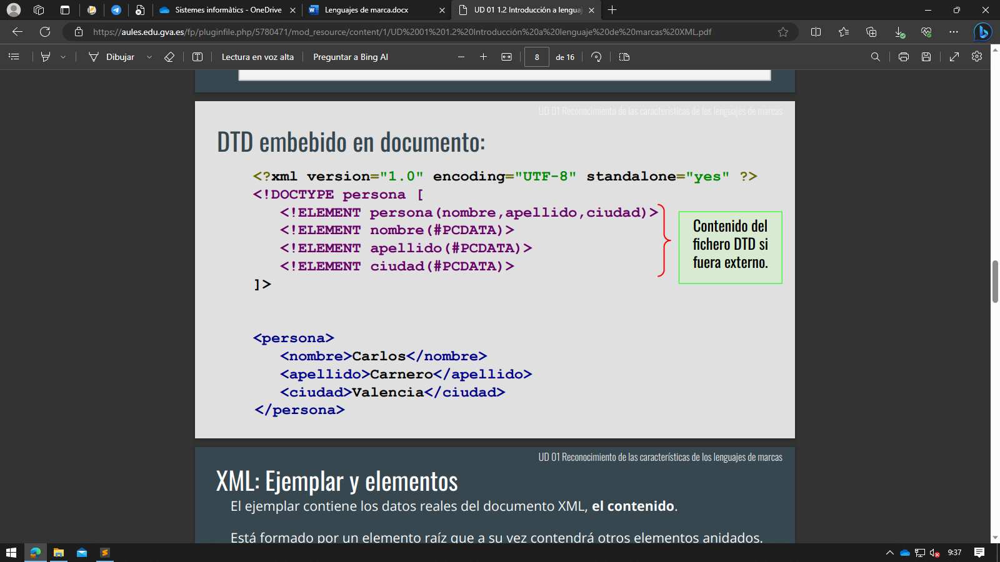 Sistemes informàtics - OneDrive
Lenguajes de marca.docx
UD 01 1.2 Introducción a lengua
https://aules.edu.gva.es/fp/pluginfile.php/5780471/mod_resource/content/1/UD%2001%201.2%20Introducción%20a%20lenguaje%20de%20marcas%20XML.pdf
Dibujar
Lectura en voz alta
Preguntar a Bing AI
8
de 16
UD 01 Reconocimiento de las características de los lenguajes de marcas
DTD embebido en documento:
<?xml version="1.0" encoding="UTF-8" standalone="yes" ?>
<!DOCTYPE persona [
<!ELEMENT persona(nombre,apellido,ciudad)>
<!ELEMENT nombre(#PCDATA)>
<!ELEMENT apellido(#PCDATA)>
<!ELEMENT ciudad(#PCDATA)>
]>
Contenido del
fichero DTD si
fuera externo.
<persona>
<nombre>Carlos</nombre>
<apellido>Carnero</apellido>
<ciudad>Valencia</ciudad>
</persona>
UD 01 Reconocimiento de las características de los lenguajes de marcas
XML: Ejemplar y elementos
El ejemplar contiene los datos reales del documento XML, el contenido.
Está formado por un elemento raíz que a su vez contendrá otros elementos anidados.
9:37